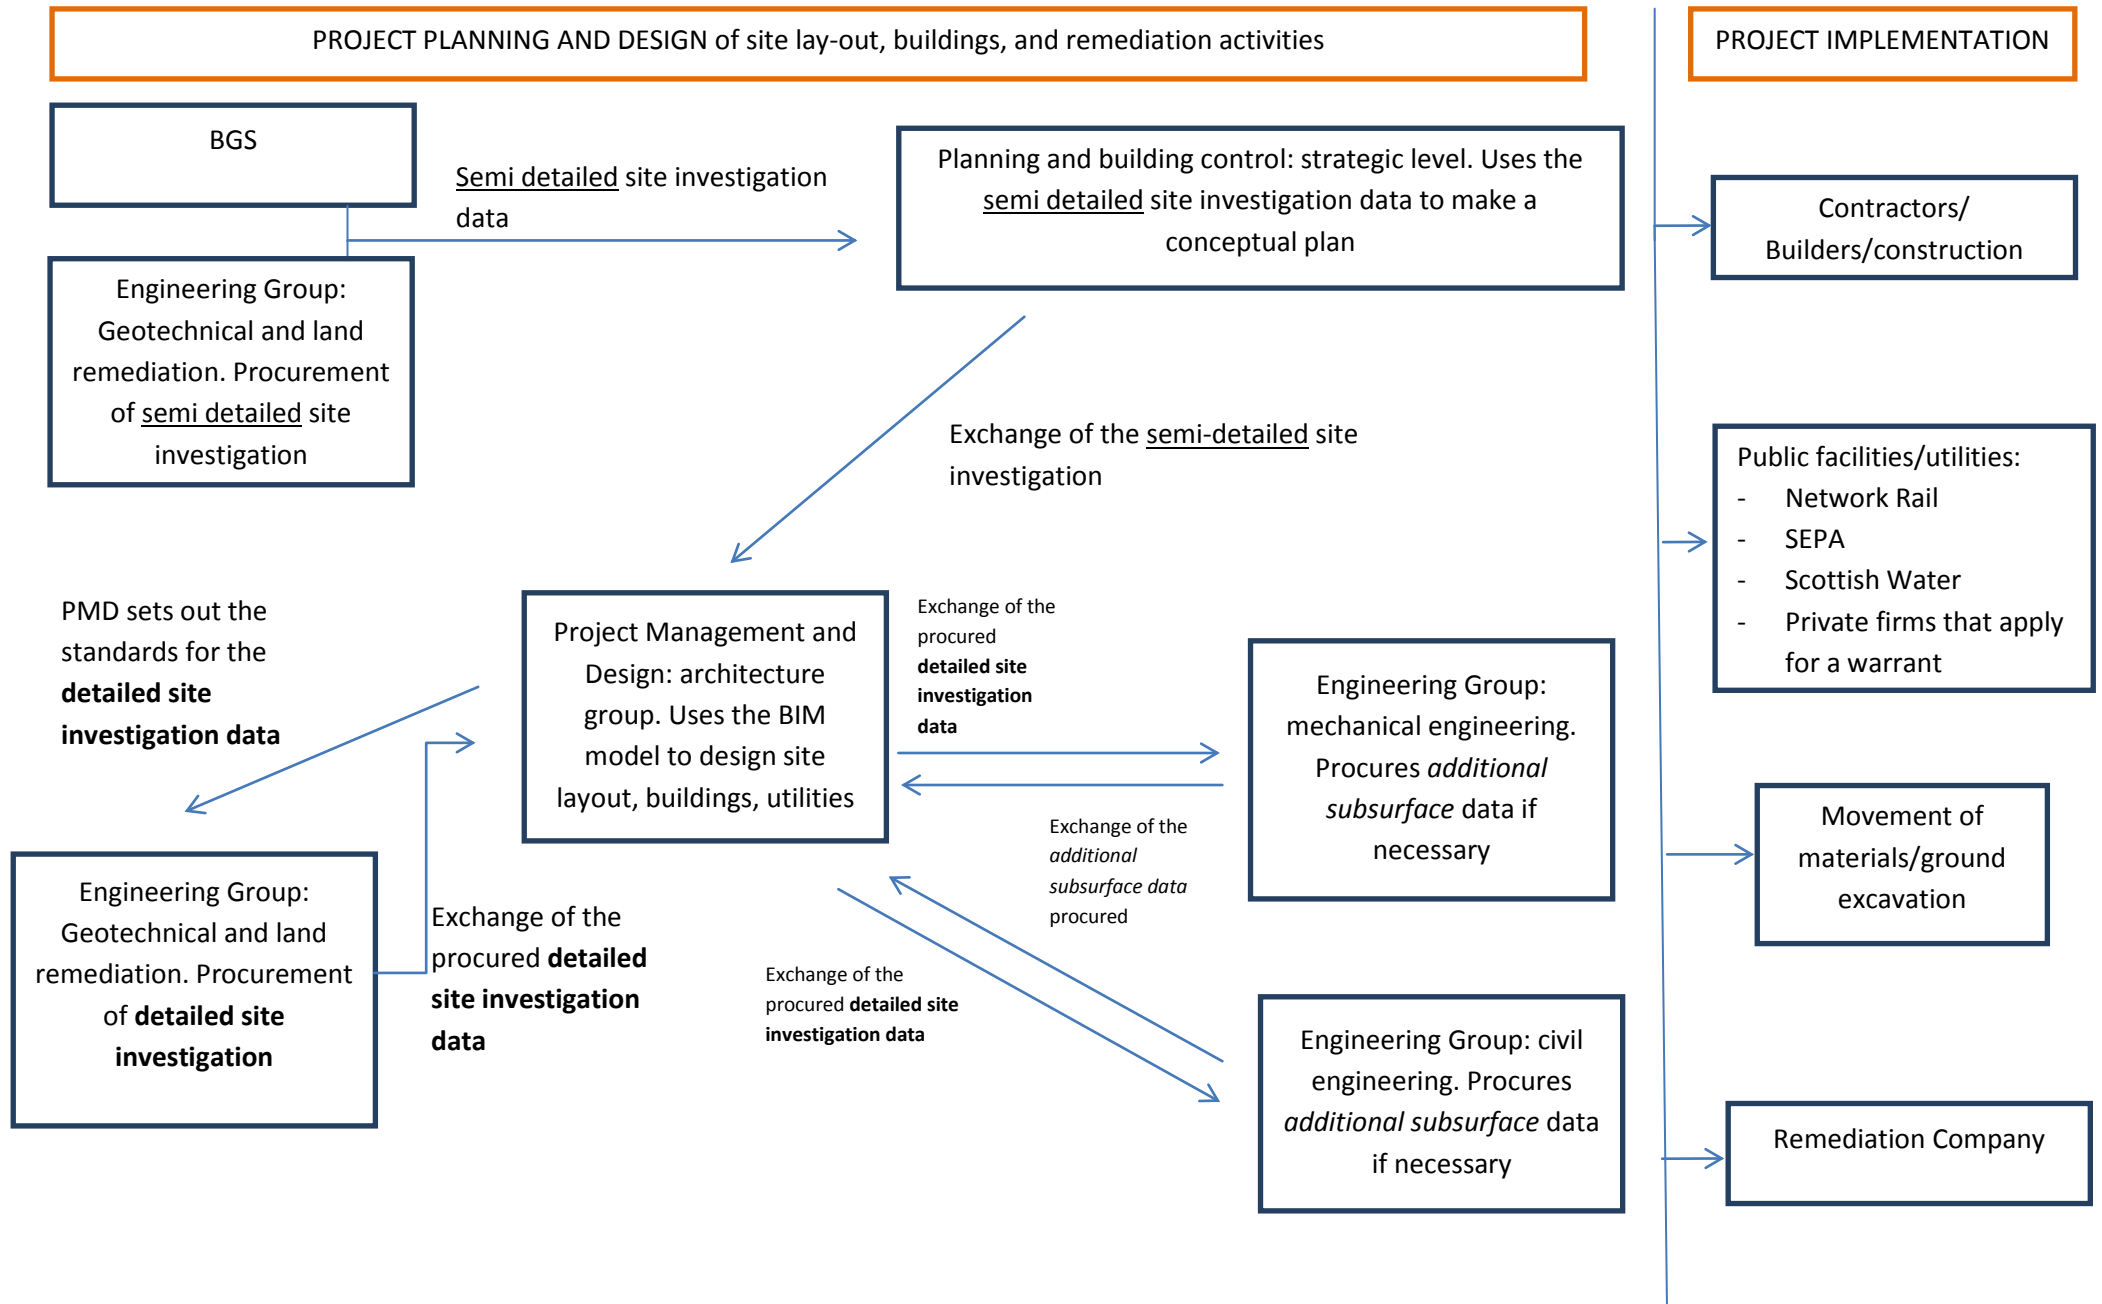 PROJECT PLANNING AND DESIGN of site lay-out, buildings, and remediation activities
PROJECT IMPLEMENTATION
BGS
Semi detailed site investigation
data
Planning and building control: strategic level. Uses the
semi detailed site investigation data to make a
conceptual plan
Contractors/
Builders/construction
Engineering Group:
Geotechnical and land
remediation. Procurement
of semi detailed site
investigation
Exchange of the semi-detailed site
investigation
Public facilities/utilities:
- Network Rail
- SEPA
- Scottish Water
- Private firms that apply
for a warrant
PMD sets out the
standards for the
detailed site
investigation data
Project Management and
Design: architecture
group. Uses the BIM
model to design site
layout, buildings, utilities
Exchange of the
procured
detailed site
investigation
data
Engineering Group:
mechanical engineering.
Procures additional
subsurface data if
necessary
Movement of
materials/ground
excavation
Exchange of the
additional
subsurface data
procured
Engineering Group:
Geotechnical and land
remediation. Procurement
of detailed site
investigation
Exchange of the
procured detailed
site investigation
data
Exchange of the
procured detailed site
investigation data
Engineering Group: civil
engineering. Procures
additional subsurface data
if necessary
Remediation Company